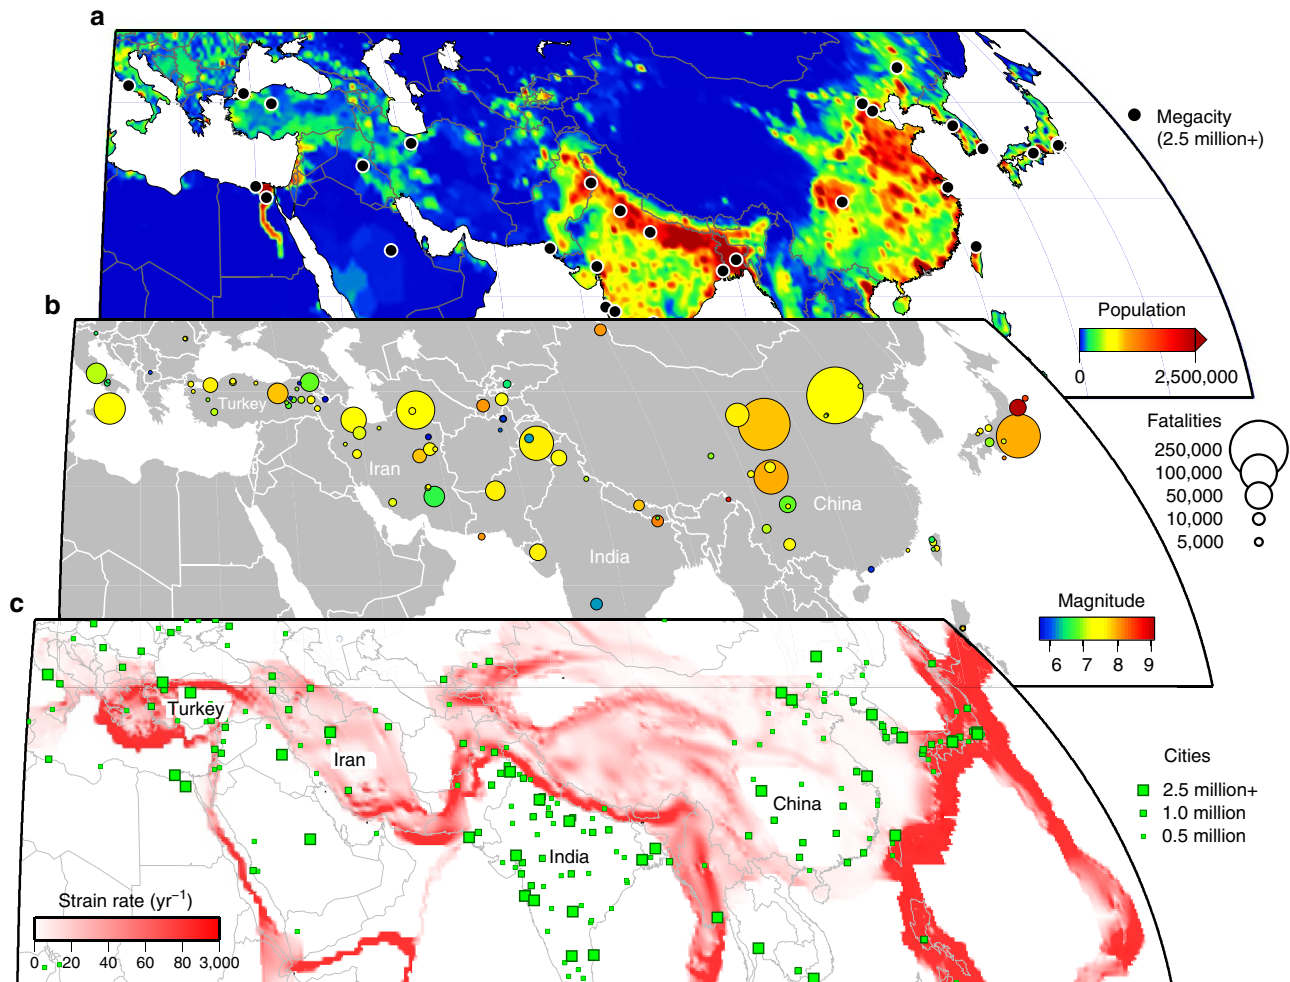 a
Megacity
(2.5 million+)
Population
0 2,500,000
b
Turkey
Iran
China
India
Fatalities
250,000
100,000
50,000
10,000
5,000
Magnitude
6 7 8 9
c
Turkey
Iran
China
India
Cities
2.5 million+
1.0 million
0.5 million
Strain rate (yr⁻¹)
0 20 40 60 80 3,000